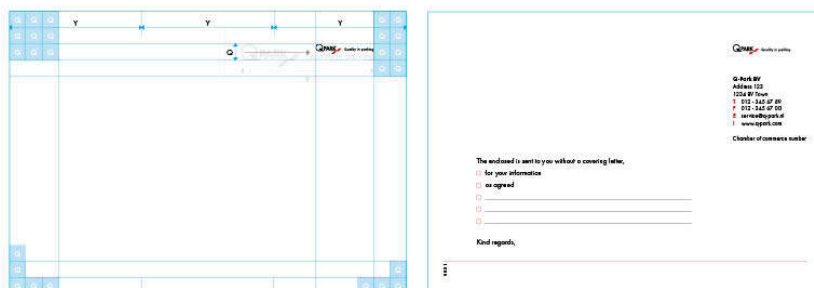 Q Q Q Y Y Y Q Q Q
Q Q Q Q Q Q
Q Q Q Q QPARK QPARK Quality in parking Q Q
Q Q
Q
Q Q
Q Q Q Q Q Q
QPARK Quality in parking
Q-Park BV
Address 123
1234 BV Town
T 012 - 345 67 89
F 012 - 345 67 00
E service@q-park.nl
I www.q-park.com
Chamber of commerce number
The enclosed is sent to you without a covering letter,
for your information
as agreed
Kind regards,